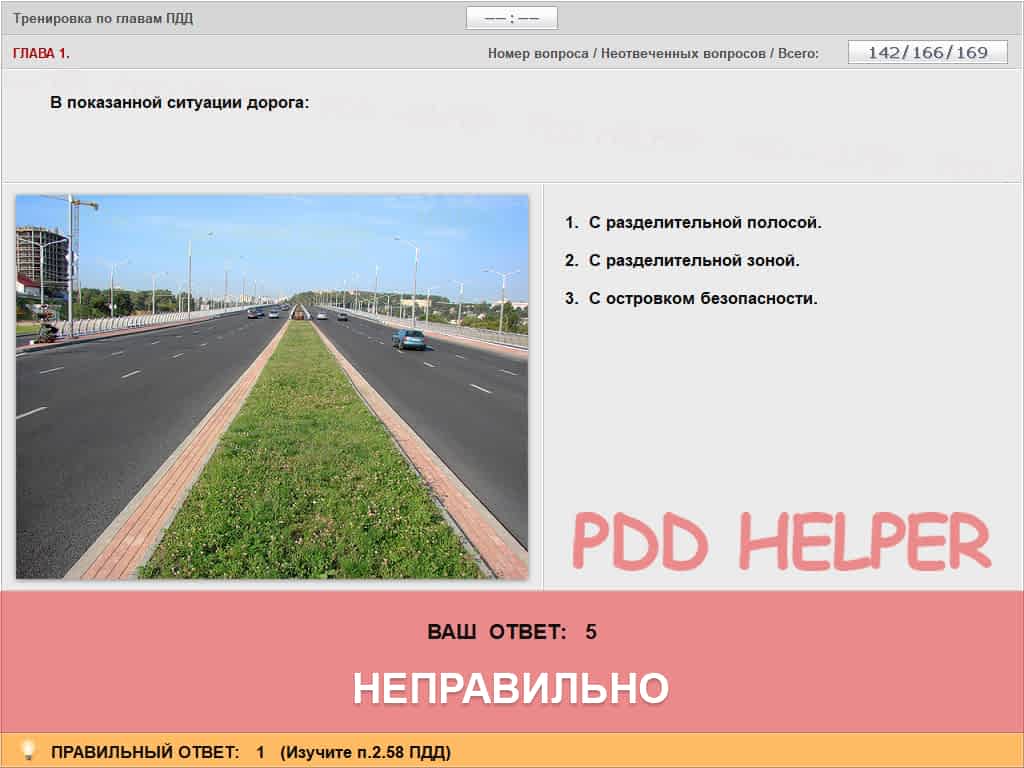 Тренировка по главам ПДД
—— : ——
ГЛАВА 1.
Номер вопроса / Неотвеченных вопросов / Всего: 142/166/169
В показанной ситуации дорога:
1. С разделительной полосой.
2. С разделительной зоной.
3. С островком безопасности.
PDD HELPER
ВАШ ОТВЕТ: 5
НЕПРАВИЛЬНО
ПРАВИЛЬНЫЙ ОТВЕТ: 1 (Изучите п.2.58 ПДД)